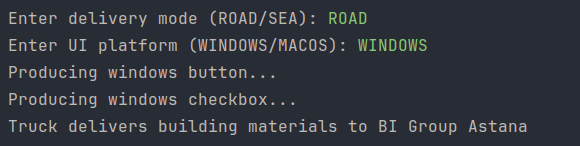 Enter delivery mode (ROAD/SEA): ROAD
Enter UI platform (WINDOWS/MACOS): WINDOWS
Producing windows button...
Producing windows checkbox...
Truck delivers building materials to BI Group Astana